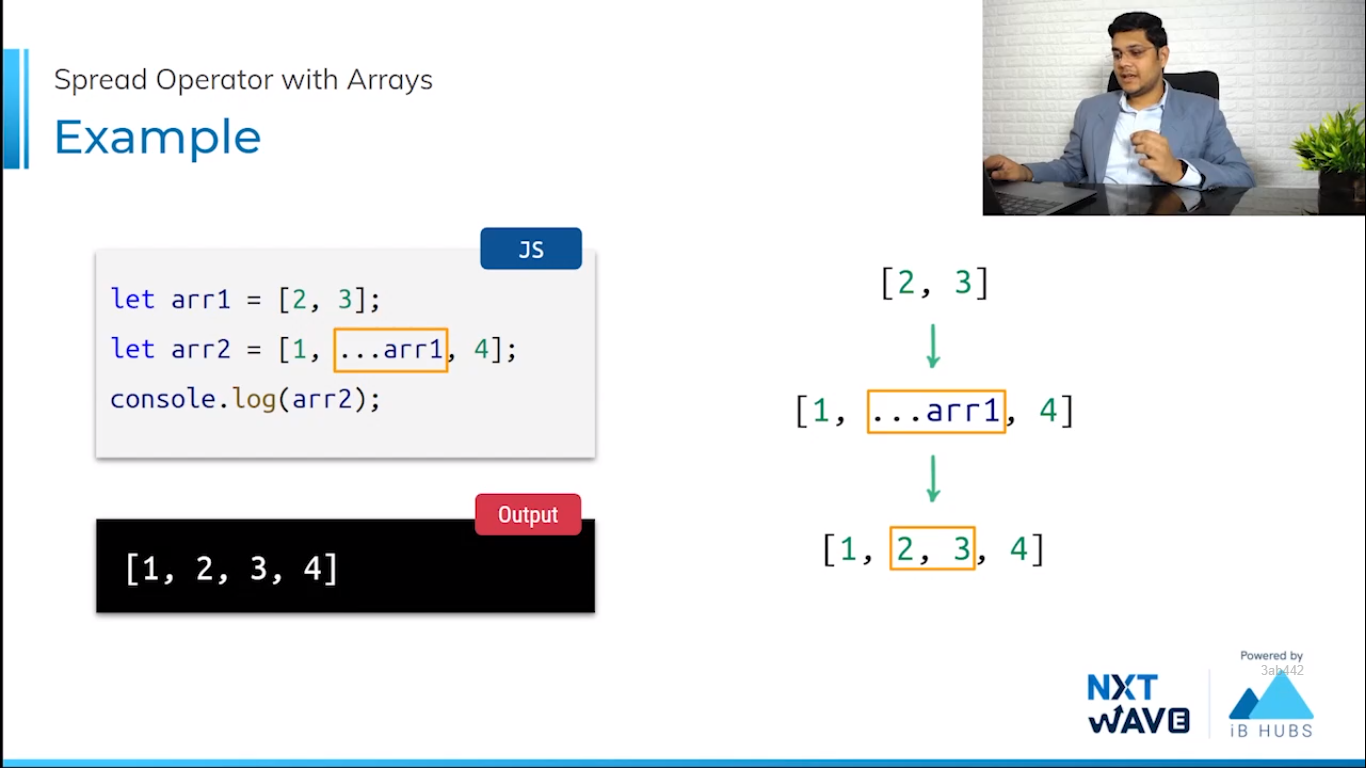 Spread Operator with Arrays
Example
JS
let arr1 = [2, 3];
let arr2 = [1, ...arr1, 4];
console.log(arr2);
Output
[1, 2, 3, 4]
[2, 3]
[1, ...arr1, 4]
[1, 2, 3, 4]
NXT
WAVE
Powered by
3ab442
iB HUBS